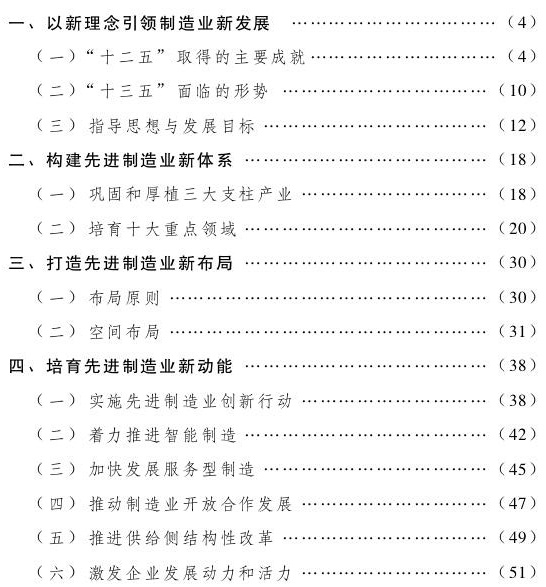 一、以新理念引领制造业新发展 ……………………………（4）
（一）“十二五”取得的主要成就…………………………（4）
（二）“十三五”面临的形势 ……………………………（10）
（三）指导思想与发展目标 ………………………………（12）
二、构建先进制造业新体系 ………………………………（18）
（一）巩固和厚植三大支柱产业 …………………………（18）
（二）培育十大重点领域 …………………………………（20）
三、打造先进制造业新布局 ………………………………（30）
（一）布局原则 ……………………………………………（30）
（二）空间布局 ……………………………………………（31）
四、培育先进制造业新动能 ………………………………（38）
（一）实施先进制造业创新行动 …………………………（38）
（二）着力推进智能制造 …………………………………（42）
（三）加快发展服务型制造 ………………………………（45）
（四）推动制造业开放合作发展 …………………………（47）
（五）推进供给侧结构性改革 ……………………………（49）
（六）激发企业发展动力和活力 …………………………（51）